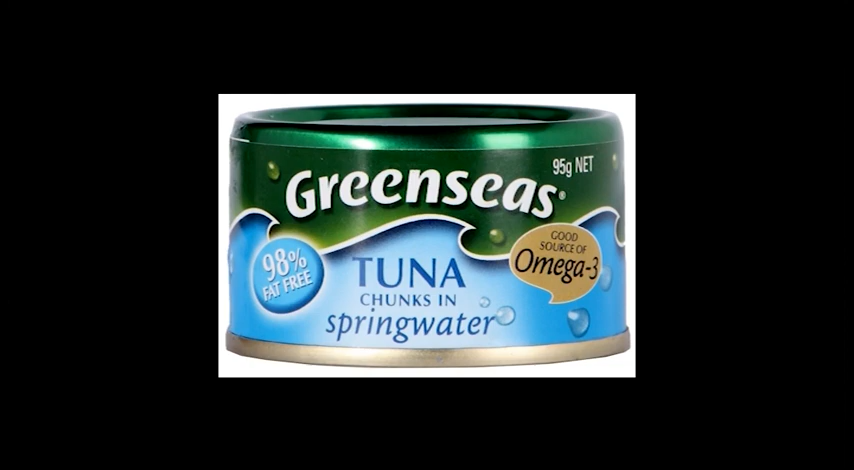 95g NET
Greenseas®
98%
FAT FREE
TUNA
CHUNKS IN
springwater
GOOD
SOURCE OF
Omega-3